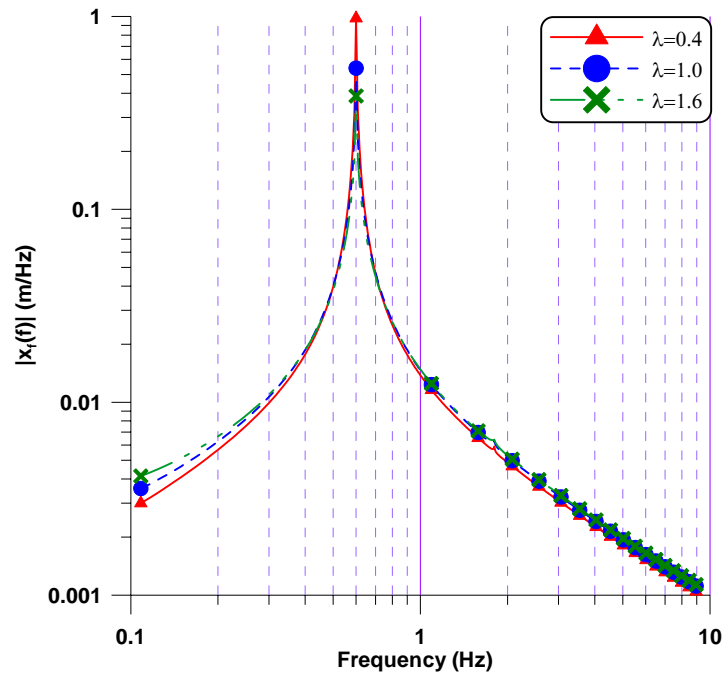 1
0.1
0.01
0.001
|x_f(f)| (m/Hz)
0.1
1
10
Frequency (Hz)
λ=0.4
λ=1.0
λ=1.6